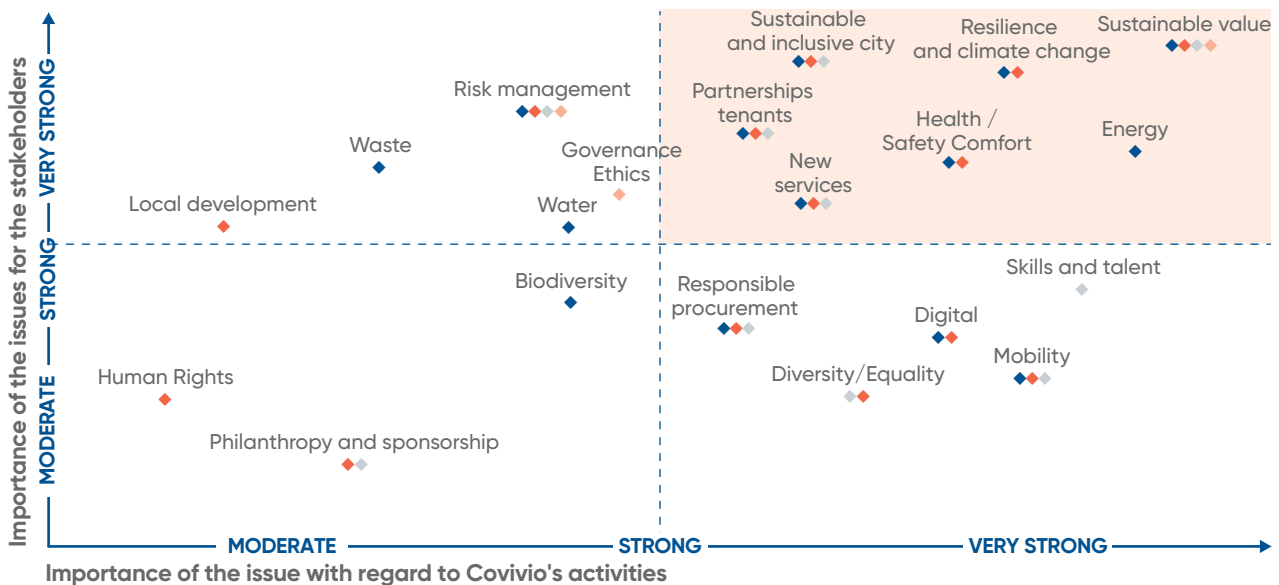 Importance of the issues for the stakeholders
VERY STRONG
STRONG
MODERATE
Sustainable
and inclusive city
Resilience
and climate change
Sustainable value
Risk management
Partnerships
tenants
Health /
Safety Comfort
Energy
Waste
Governance
Ethics
New
services
Local development
Water
Biodiversity
Responsible
procurement
Skills and talent
Digital
Mobility
Human Rights
Diversity/Equality
Philanthropy and sponsorship
MODERATE
STRONG
VERY STRONG
Importance of the issue with regard to Covivio's activities